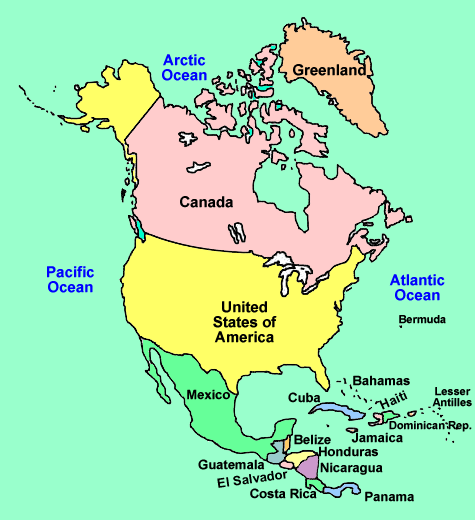 Arctic
Ocean
Greenland
Canada
Pacific
Ocean
Atlantic
Ocean
United
States of
America
Bermuda
Mexico
Cuba
Bahamas
Haiti
Lesser
Antilles
Dominican Rep.
Jamaica
Belize
Honduras
Guatemala
Nicaragua
El Salvador
Costa Rica
Panama